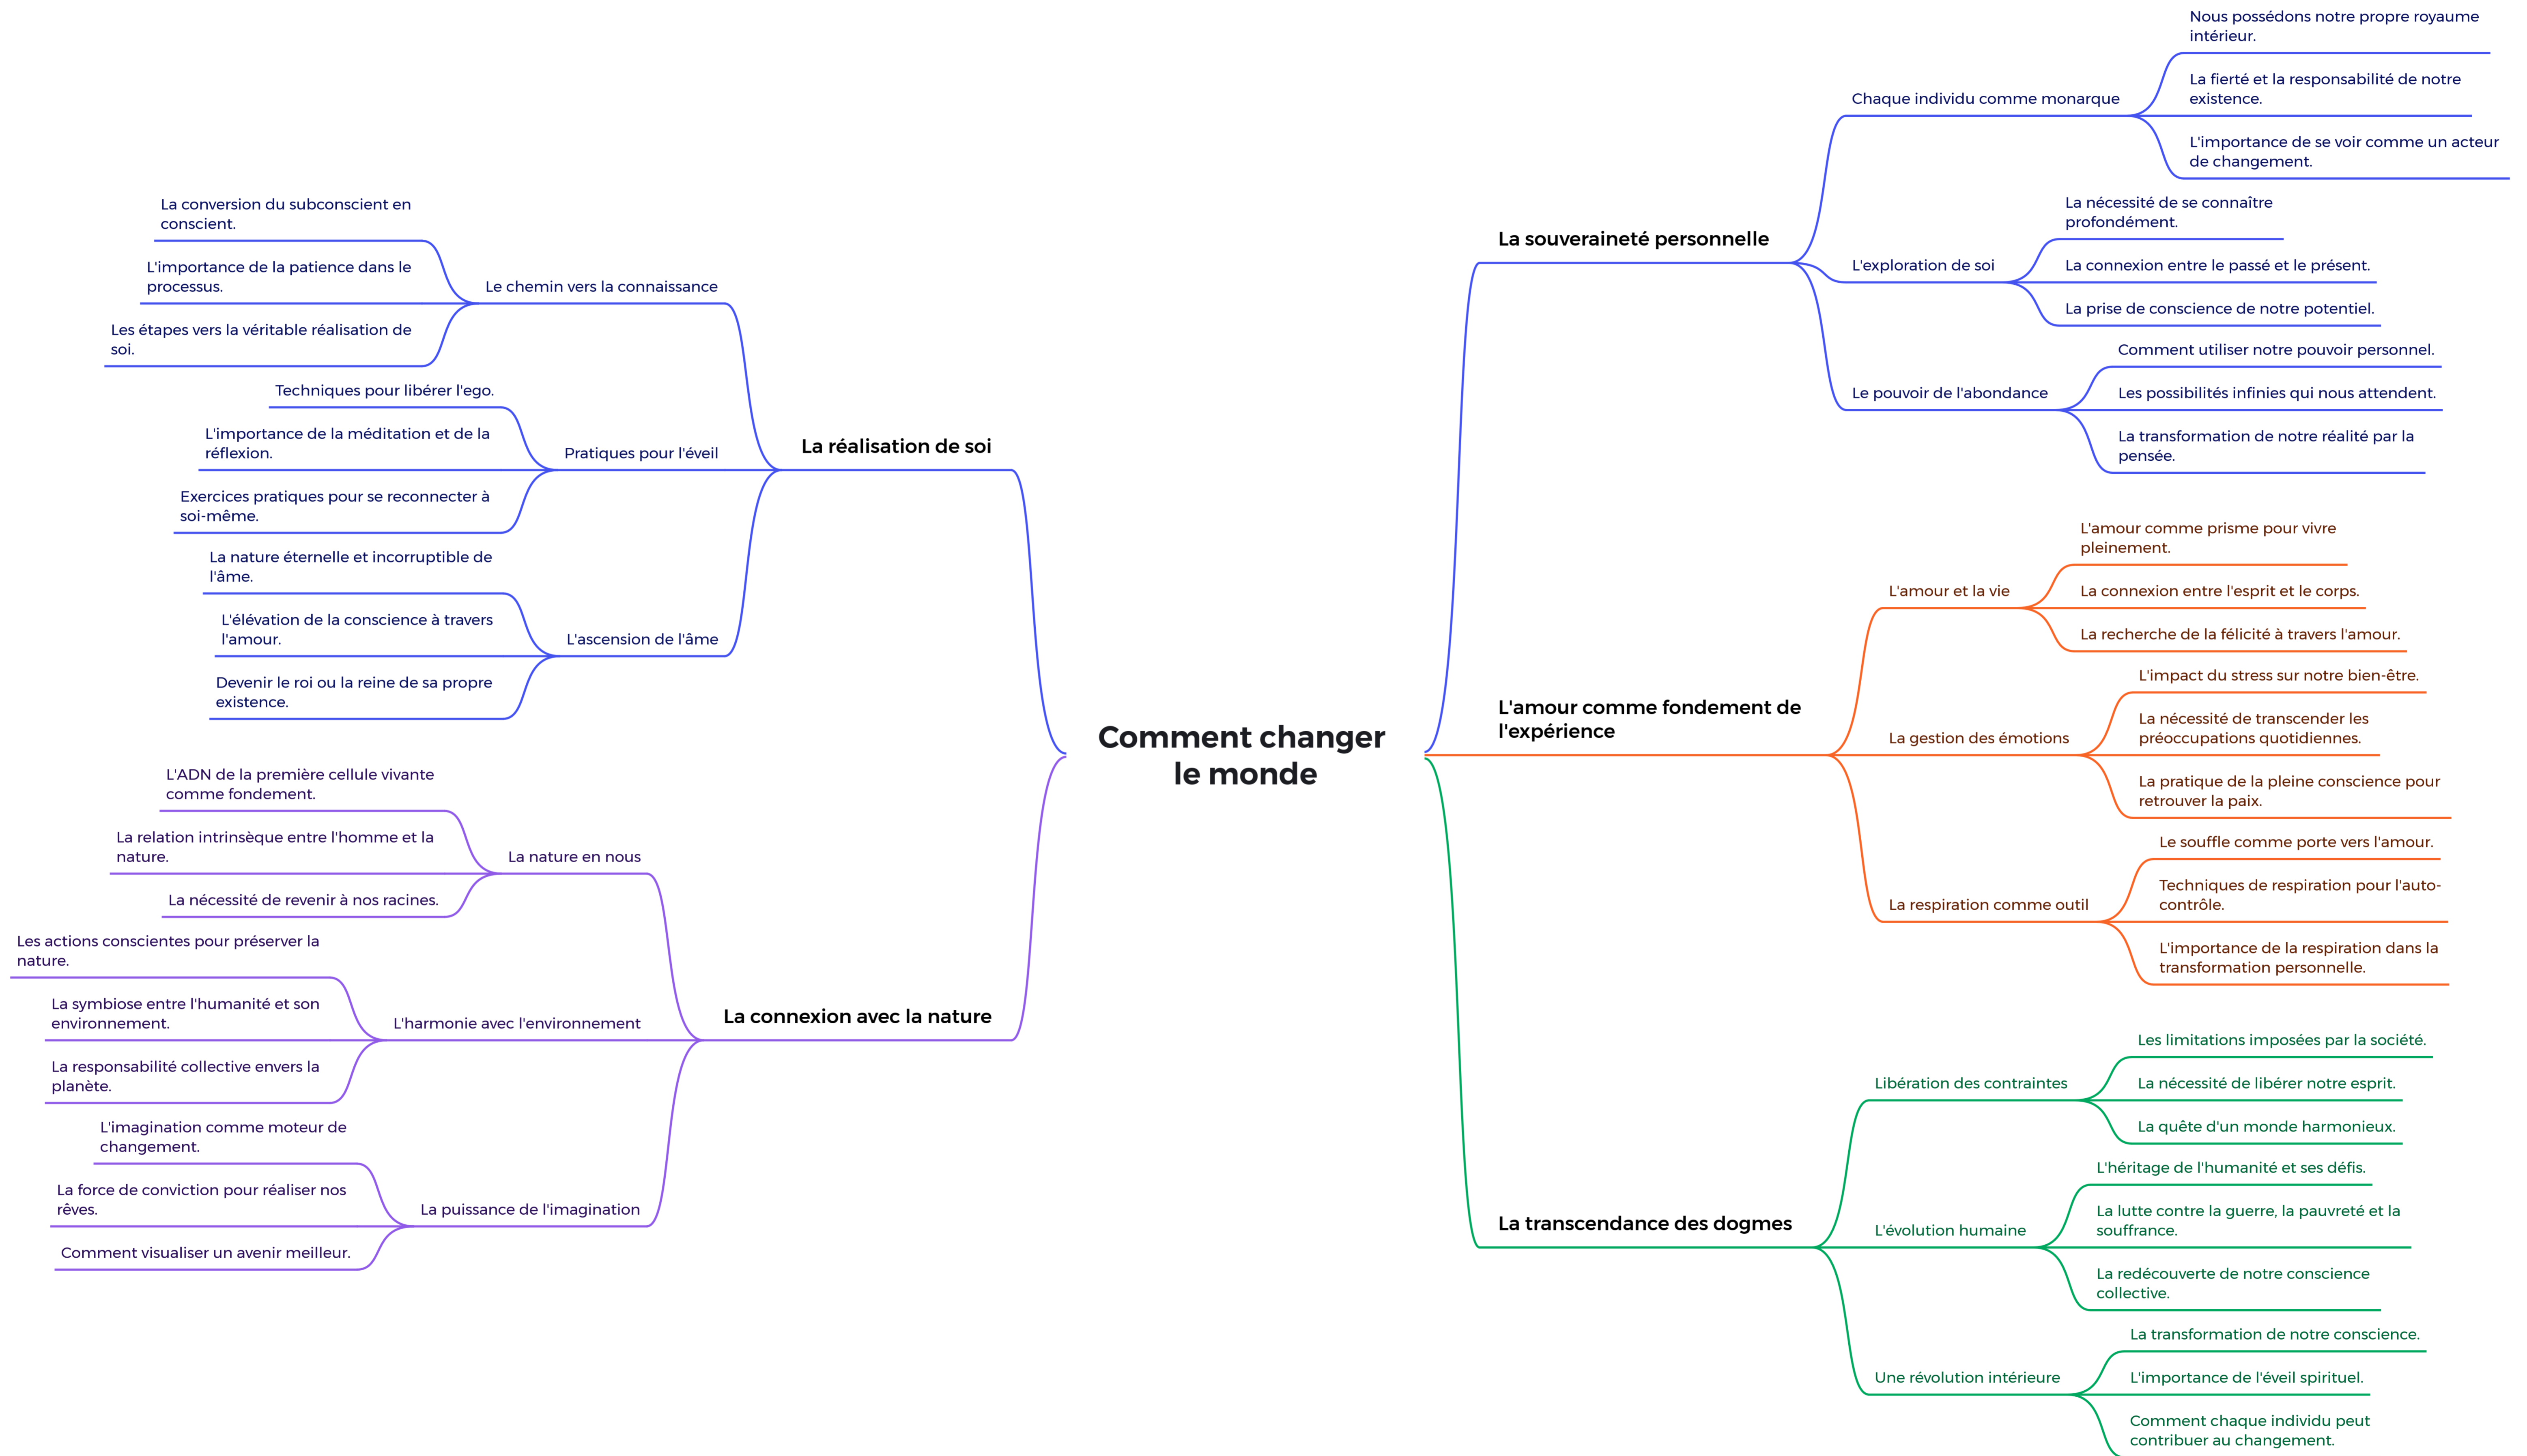 Comment changer
le monde
La souveraineté personnelle
Chaque individu comme monarque
Nous possédons notre propre royaume
intérieur.
La fierté et la responsabilité de notre
existence.
L'importance de se voir comme un acteur
de changement.
L'exploration de soi
La nécessité de se connaître
profondément.
La connexion entre le passé et le présent.
La prise de conscience de notre potentiel.
Le pouvoir de l'abondance
Comment utiliser notre pouvoir personnel.
Les possibilités infinies qui nous attendent.
La transformation de notre réalité par la
pensée.
L'amour comme fondement de
l'expérience
L'amour et la vie
L'amour comme prisme pour vivre
pleinement.
La connexion entre l'esprit et le corps.
La recherche de la félicité à travers l'amour.
La gestion des émotions
L'impact du stress sur notre bien-être.
La nécessité de transcender les
préoccupations quotidiennes.
La pratique de la pleine conscience pour
retrouver la paix.
La respiration comme outil
Le souffle comme porte vers l'amour.
Techniques de respiration pour l'auto-
contrôle.
L'importance de la respiration dans la
transformation personnelle.
La transcendance des dogmes
Libération des contraintes
Les limitations imposées par la société.
La nécessité de libérer notre esprit.
La quête d'un monde harmonieux.
L'évolution humaine
L'héritage de l'humanité et ses défis.
La lutte contre la guerre, la pauvreté et la
souffrance.
La redécouverte de notre conscience
collective.
Une révolution intérieure
La transformation de notre conscience.
L'importance de l'éveil spirituel.
Comment chaque individu peut
contribuer au changement.
La réalisation de soi
Le chemin vers la connaissance
La conversion du subconscient en
conscient.
L'importance de la patience dans le
processus.
Les étapes vers la véritable réalisation de
soi.
Pratiques pour l'éveil
Techniques pour libérer l'ego.
L'importance de la méditation et de la
réflexion.
Exercices pratiques pour se reconnecter à
soi-même.
L'ascension de l'âme
La nature éternelle et incorruptible de
l'âme.
L'élévation de la conscience à travers
l'amour.
Devenir le roi ou la reine de sa propre
existence.
La connexion avec la nature
La nature en nous
L'ADN de la première cellule vivante
comme fondement.
La relation intrinsèque entre l'homme et la
nature.
La nécessité de revenir à nos racines.
L'harmonie avec l'environnement
Les actions conscientes pour préserver la
nature.
La symbiose entre l'humanité et son
environnement.
La responsabilité collective envers la
planète.
La puissance de l'imagination
L'imagination comme moteur de
changement.
La force de conviction pour réaliser nos
rêves.
Comment visualiser un avenir meilleur.